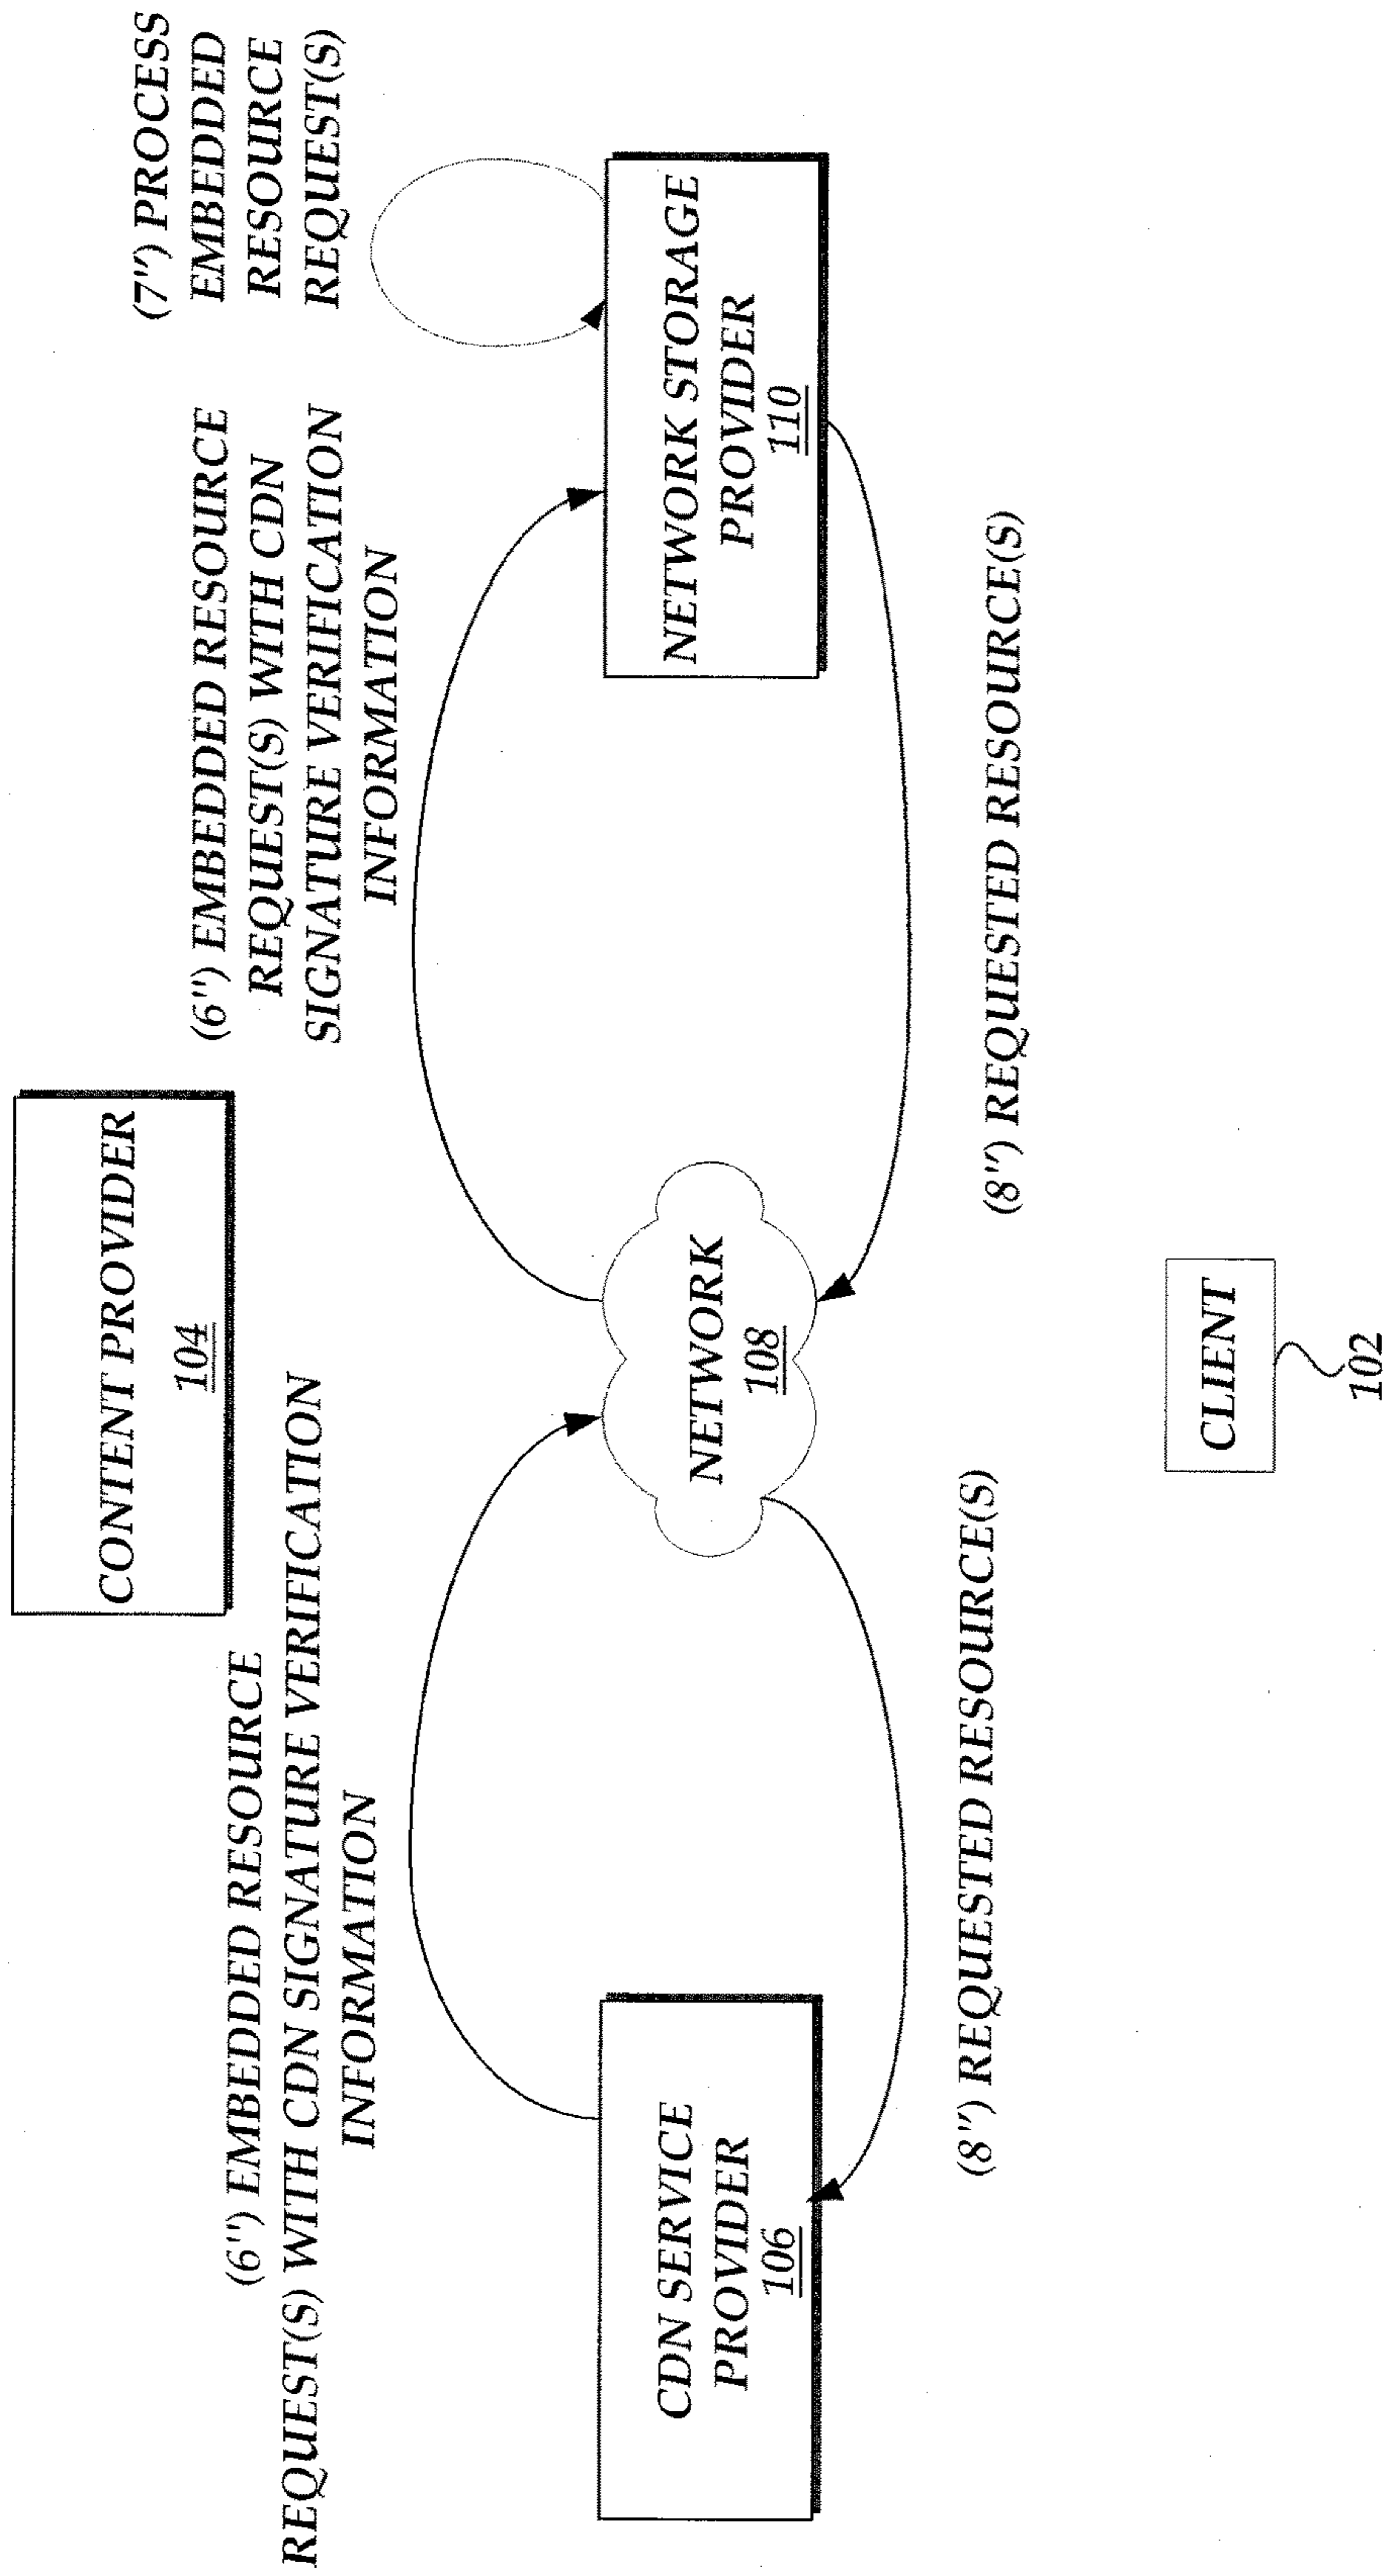 CONTENT PROVIDER
104
(6") EMBEDDED RESOURCE
REQUEST(S) WITH CDN SIGNATURE VERIFICATION
INFORMATION
(6") EMBEDDED RESOURCE
REQUEST(S) WITH CDN
SIGNATURE VERIFICATION
INFORMATION
(7") PROCESS
EMBEDDED
RESOURCE
REQUEST(S)
CDN SERVICE
PROVIDER
106
NETWORK
108
NETWORK STORAGE
PROVIDER
110
(8") REQUESTED RESOURCE(S)
(8") REQUESTED RESOURCE(S)
CLIENT
102